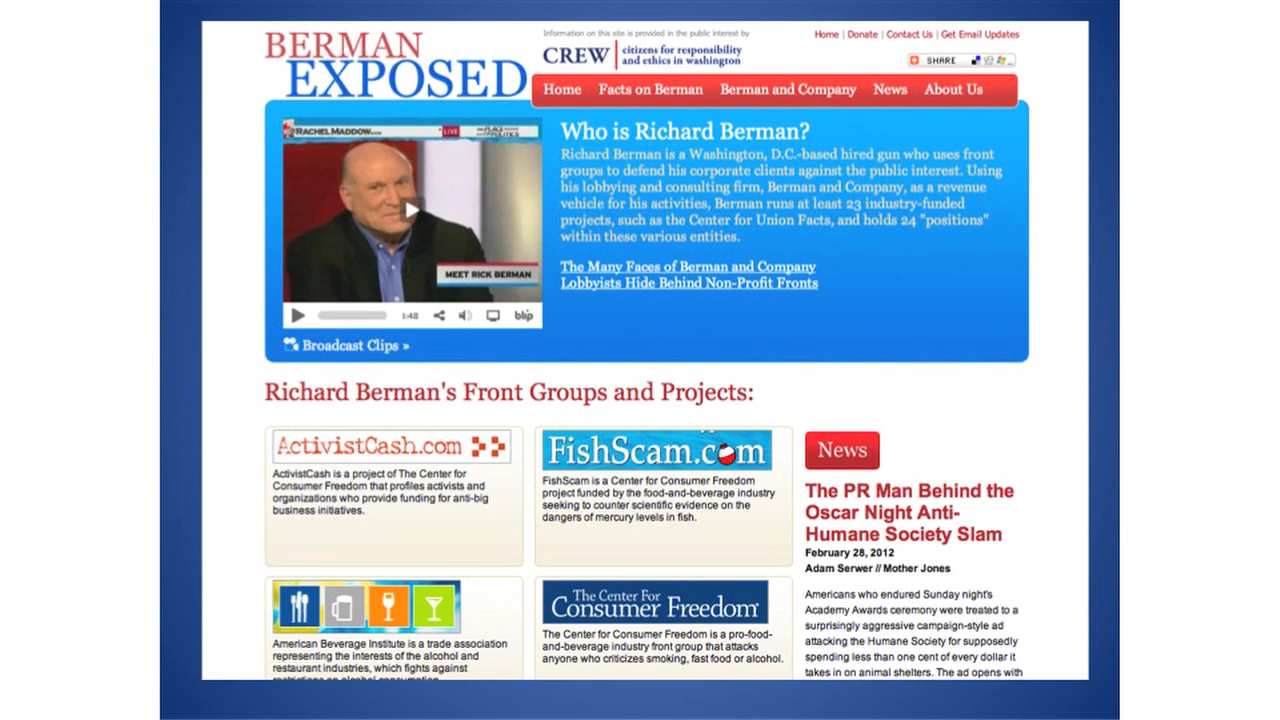 BERMAN
EXPOSED
Information on this site is provided in the public interest by
CREW citizens for responsibility
and ethics in washington
Home | Donate | Contact Us | Get Email Updates
SHARE
Home Facts on Berman Berman and Company News About Us
RACHEL MADDOW
LIVE
THE PLACE
FOR POLITICS
MEET RICK BERMAN
1:48
blip
Broadcast Clips »
Who is Richard Berman?
Richard Berman is a Washington, D.C.-based hired gun who uses front
groups to defend his corporate clients against the public interest. Using
his lobbying and consulting firm, Berman and Company, as a revenue
vehicle for his activities, Berman runs at least 23 industry-funded
projects, such as the Center for Union Facts, and holds 24 "positions"
within these various entities.
The Many Faces of Berman and Company
Lobbyists Hide Behind Non-Profit Fronts
Richard Berman's Front Groups and Projects:
ActivistCash.com
ActivistCash is a project of The Center for
Consumer Freedom that profiles activists and
organizations who provide funding for anti-big
business initiatives.
FishScam.com
FishScam is a Center for Consumer Freedom
project funded by the food-and-beverage industry
seeking to counter scientific evidence on the
dangers of mercury levels in fish.
American Beverage Institute is a trade association
representing the interests of the alcohol and
restaurant industries, which fights against
restrictions on alcohol consumption.
The Center For
Consumer Freedom
The Center for Consumer Freedom is a pro-food-
and-beverage industry front group that attacks
anyone who criticizes smoking, fast food or alcohol.
News
The PR Man Behind the
Oscar Night Anti-
Humane Society Slam
February 28, 2012
Adam Serwer // Mother Jones
Americans who endured Sunday night's
Academy Awards ceremony were treated to a
surprisingly aggressive campaign-style ad
attacking the Humane Society for supposedly
spending less than one cent of every dollar it
takes in on animal shelters. The ad opens with